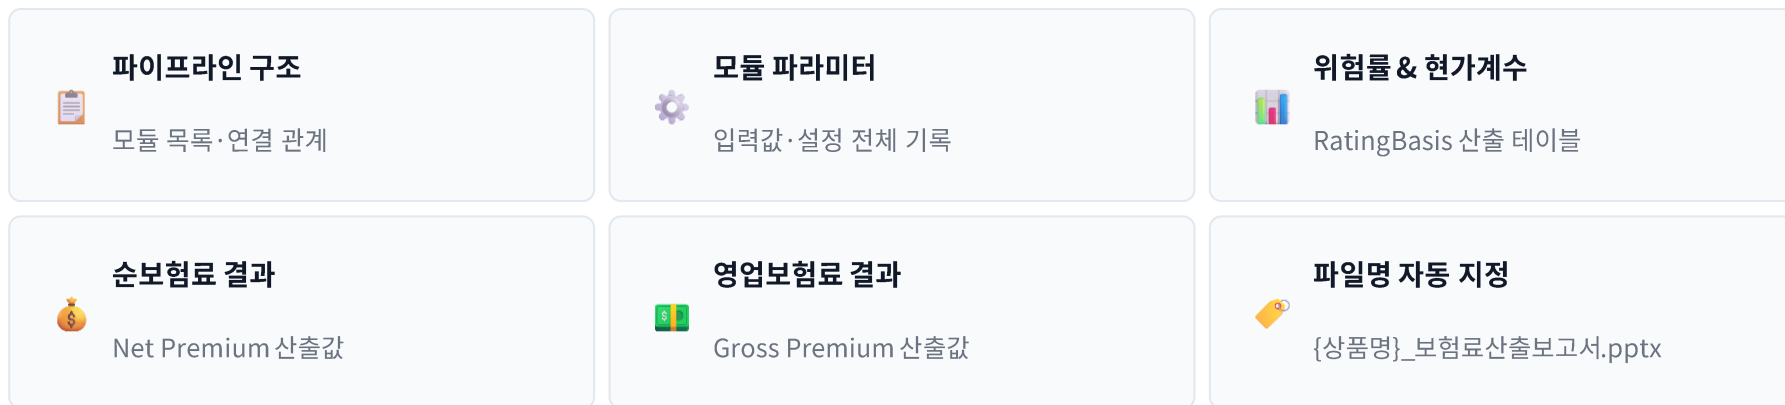 파이프라인 구조
모듈 목록·연결 관계
모듈 파라미터
입력값·설정 전체 기록
위험률 & 현가계수
RatingBasis 산출 테이블
순보험료 결과
Net Premium 산출값
영업보험료 결과
Gross Premium 산출값
파일명 자동 지정
{상품명}_보험료산출보고서.pptx